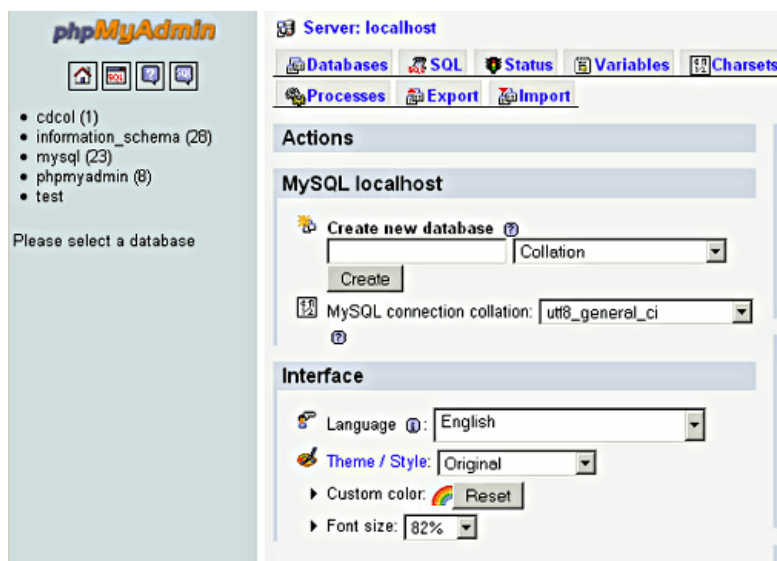 phpMyAdmin
SQL
SQL
cdcol (1)
information_schema (28)
mysql (23)
phpmyadmin (8)
test
Please select a database
Server: localhost
Databases SQL Status Variables Charsets
Processes Export Import
Actions
MySQL localhost
Create new database
Collation
Create
MySQL connection collation: utf8_general_ci
Interface
Language : English
Theme / Style: Original
Custom color: Reset
Font size: 82%